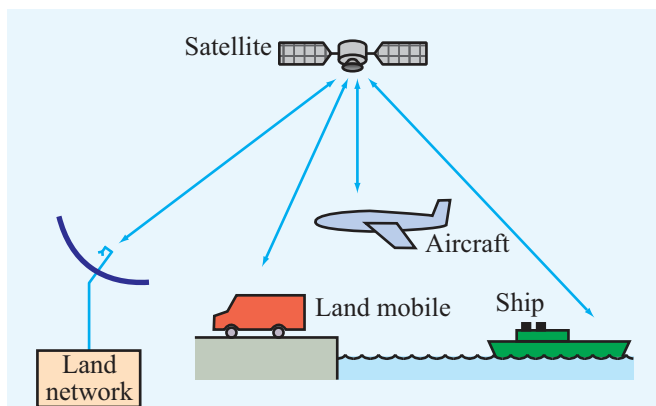 Satellite
Aircraft
Land mobile
Ship
Land
network